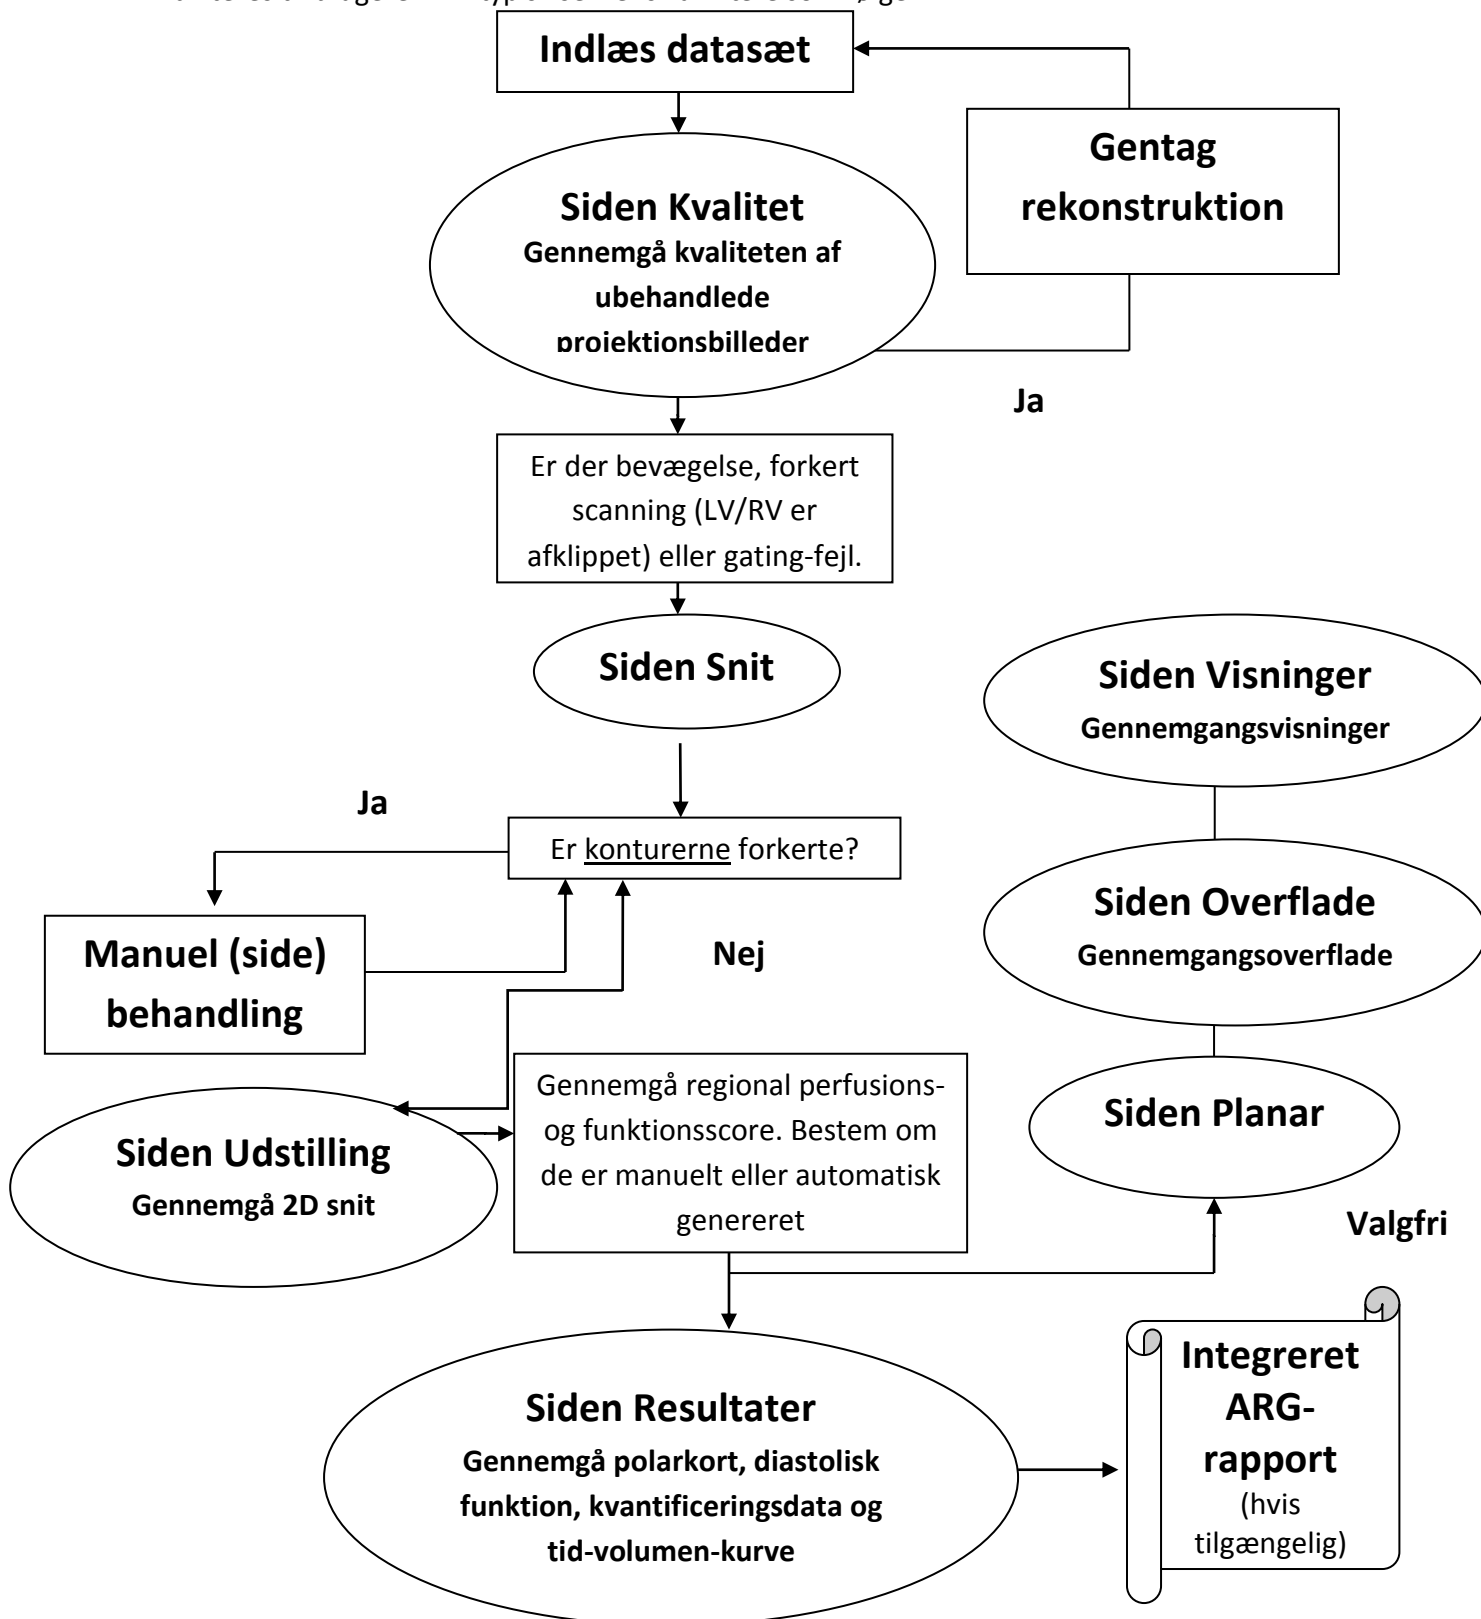 Indlæs datasæt
Gentag
rekonstruktion
Siden Kvalitet
Gennemgå kvaliteten af
ubehandlede
projektionsbilleder
Ja
Er der bevægelse, forkert
scanning (LV/RV er
afklippet) eller gating-fejl.
Siden Snit
Siden Visninger
Gennemgangsvisninger
Ja
Er konturerne forkerte?
Siden Overflade
Gennemgangsoverflade
Manuel (side)
behandling
Nej
Gennemgå regional perfusions-
og funktionsscore. Bestem om
de er manuelt eller automatisk
genereret
Siden Planar
Siden Udstilling
Gennemgå 2D snit
Valgfri
Siden Resultater
Gennemgå polarkort, diastolisk
funktion, kvantificeringsdata og
tid-volumen-kurve
Integreret
ARG-
rapport
(hvis
tilgængelig)